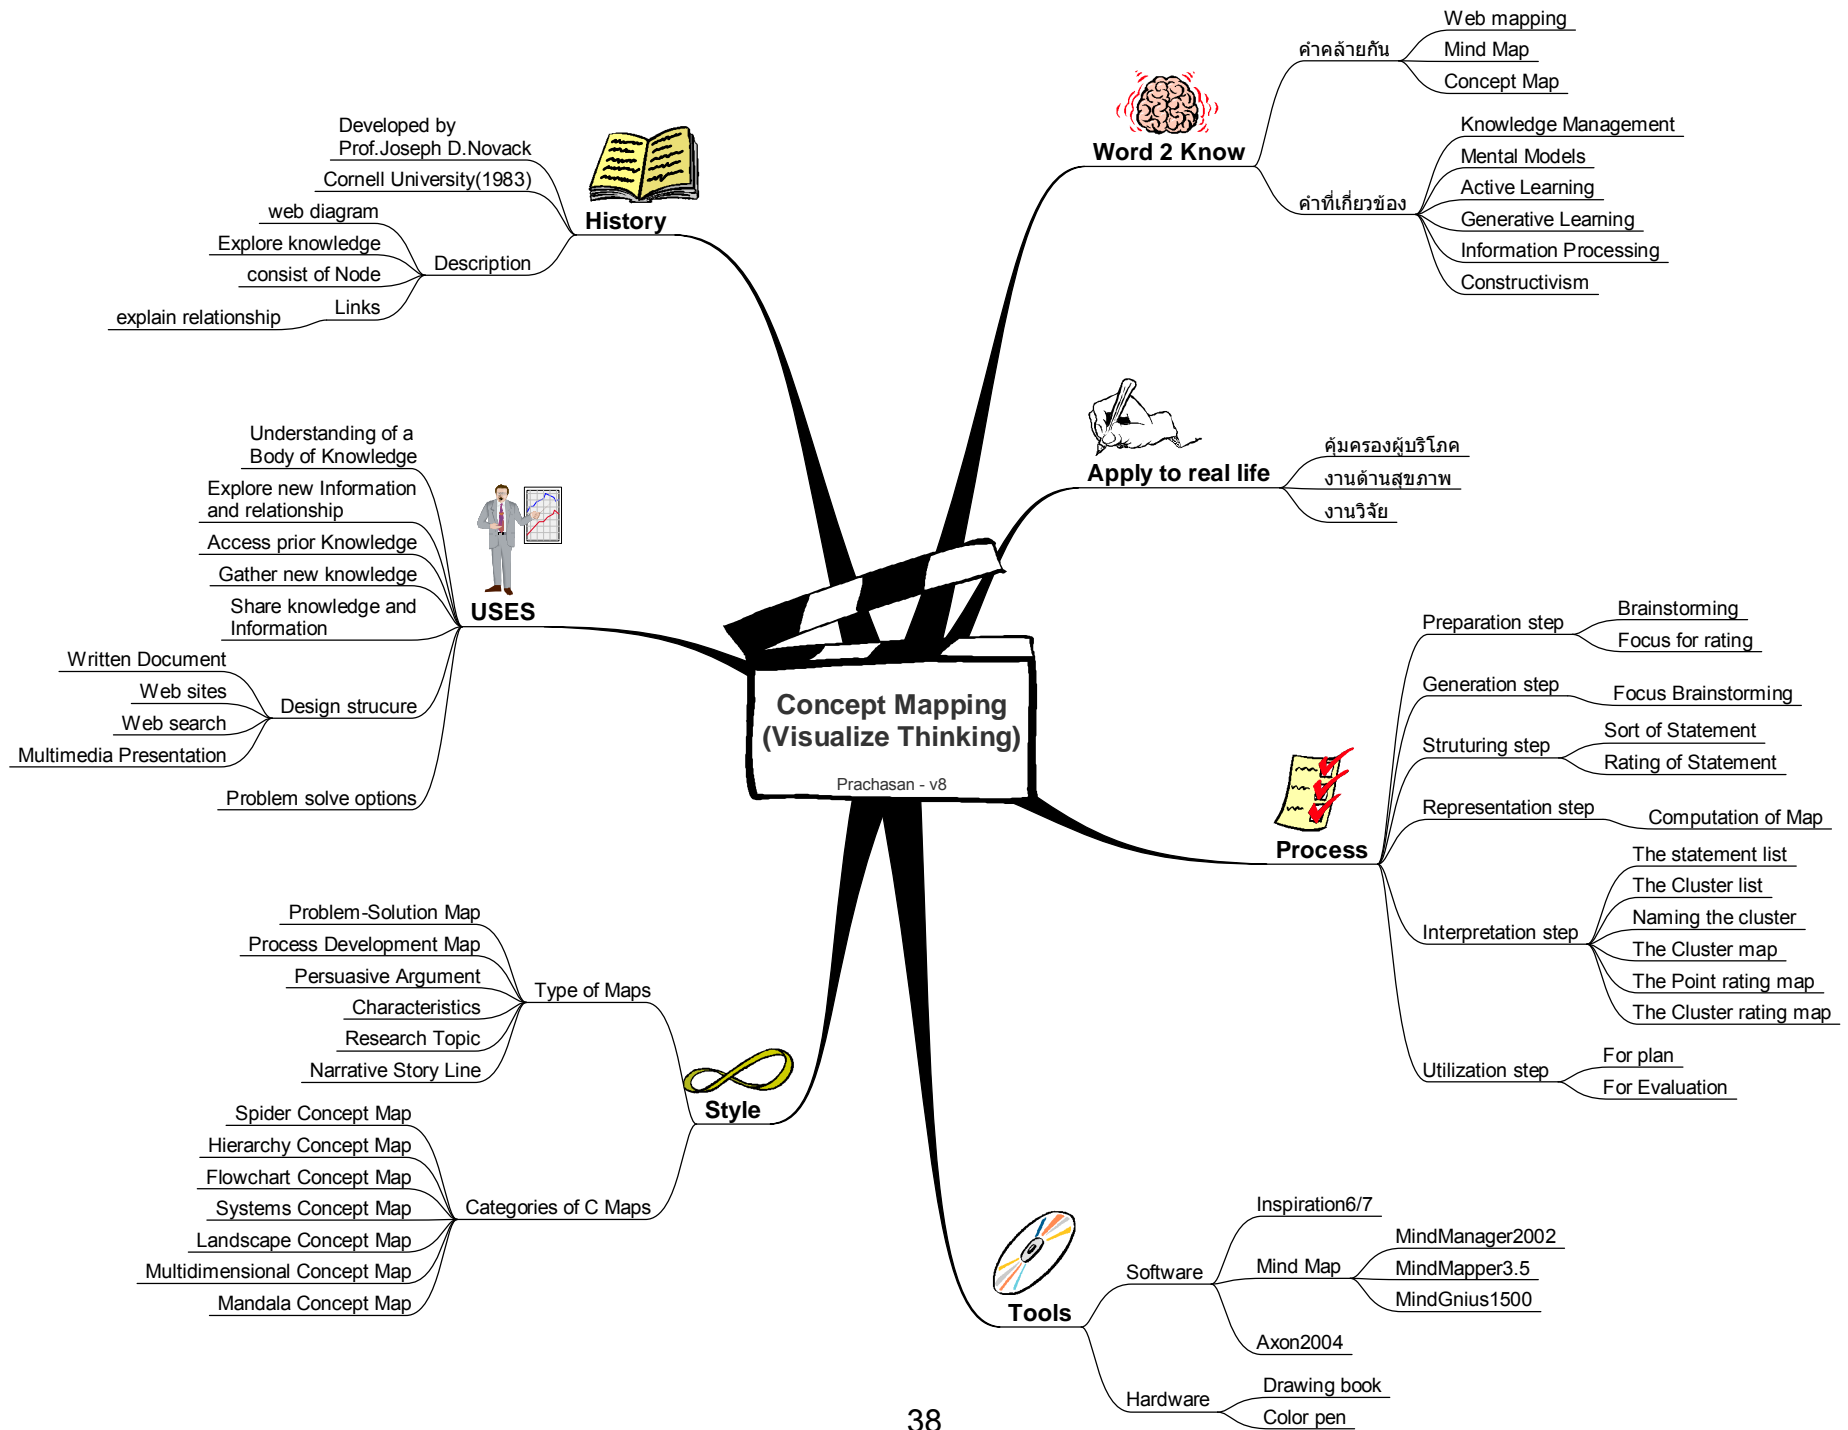 Concept Mapping
(Visualize Thinking)
Prachasan - v8
History
Developed by
Prof.Joseph D.Novack
Cornell University(1983)
Description
web diagram
Explore knowledge
consist of Node
Links
explain relationship
USES
Understanding of a
Body of Knowledge
Explore new Information
and relationship
Access prior Knowledge
Gather new knowledge
Share knowledge and
Information
Design strucure
Written Document
Web sites
Web search
Multimedia Presentation
Problem solve options
Style
Type of Maps
Problem-Solution Map
Process Development Map
Persuasive Argument
Characteristics
Research Topic
Narrative Story Line
Categories of C Maps
Spider Concept Map
Hierarchy Concept Map
Flowchart Concept Map
Systems Concept Map
Landscape Concept Map
Multidimensional Concept Map
Mandala Concept Map
Word 2 Know
คำคล้ายกัน
Web mapping
Mind Map
Concept Map
คำที่เกี่ยวข้อง
Knowledge Management
Mental Models
Active Learning
Generative Learning
Information Processing
Constructivism
Apply to real life
คุ้มครองผู้บริโภค
งานด้านสุขภาพ
งานวิจัย
Process
Preparation step
Brainstorming
Focus for rating
Generation step
Focus Brainstorming
Struturing step
Sort of Statement
Rating of Statement
Representation step
Computation of Map
Interpretation step
The statement list
The Cluster list
Naming the cluster
The Cluster map
The Point rating map
The Cluster rating map
Utilization step
For plan
For Evaluation
Tools
Software
Inspiration6/7
Mind Map
MindManager2002
MindMapper3.5
MindGnius1500
Axon2004
Hardware
Drawing book
Color pen
38